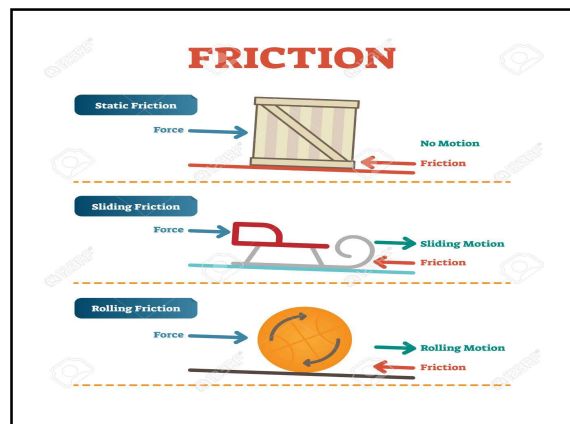 FRICTION
Static Friction
Force
No Motion
Friction
Sliding Friction
Force
Sliding Motion
Friction
Rolling Friction
Force
Rolling Motion
Friction